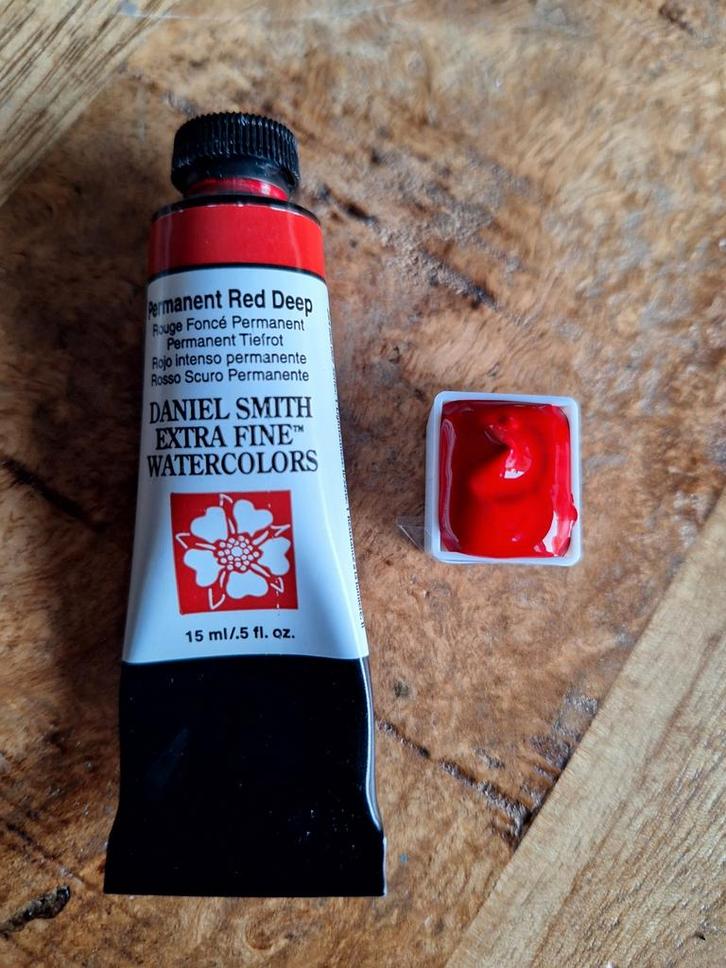 Permanent Red Deep
Rouge Foncé Permanent
Permanent Tiefrot
Rojo intenso permanente
Rosso Scuro Permanente
DANIEL SMITH
EXTRA FINE™
WATERCOLORS
15 ml/.5 fl. oz.